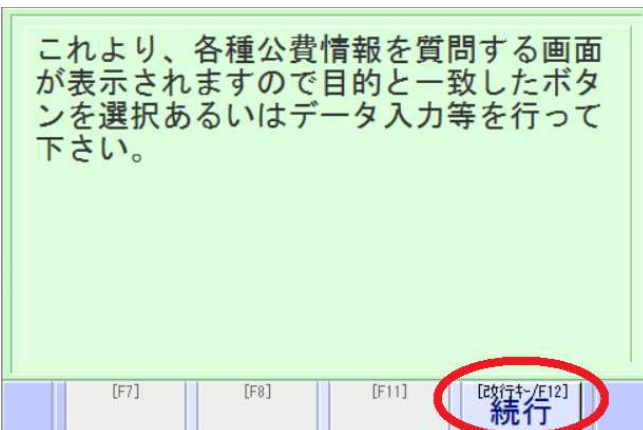 これより、各種公費情報を質問する画面
が表示されますので目的と一致したボタ
ンを選択あるいはデータ入力等を行って
下さい。
[F7] [F8] [F11] [改行キー/F12]
続行